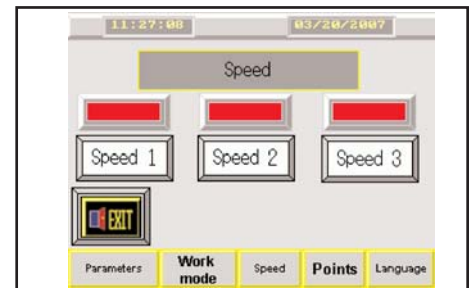 11:27:08 03/20/2007
Speed
Speed 1 Speed 2 Speed 3
EXIT
Parameters Work mode Speed Points Language